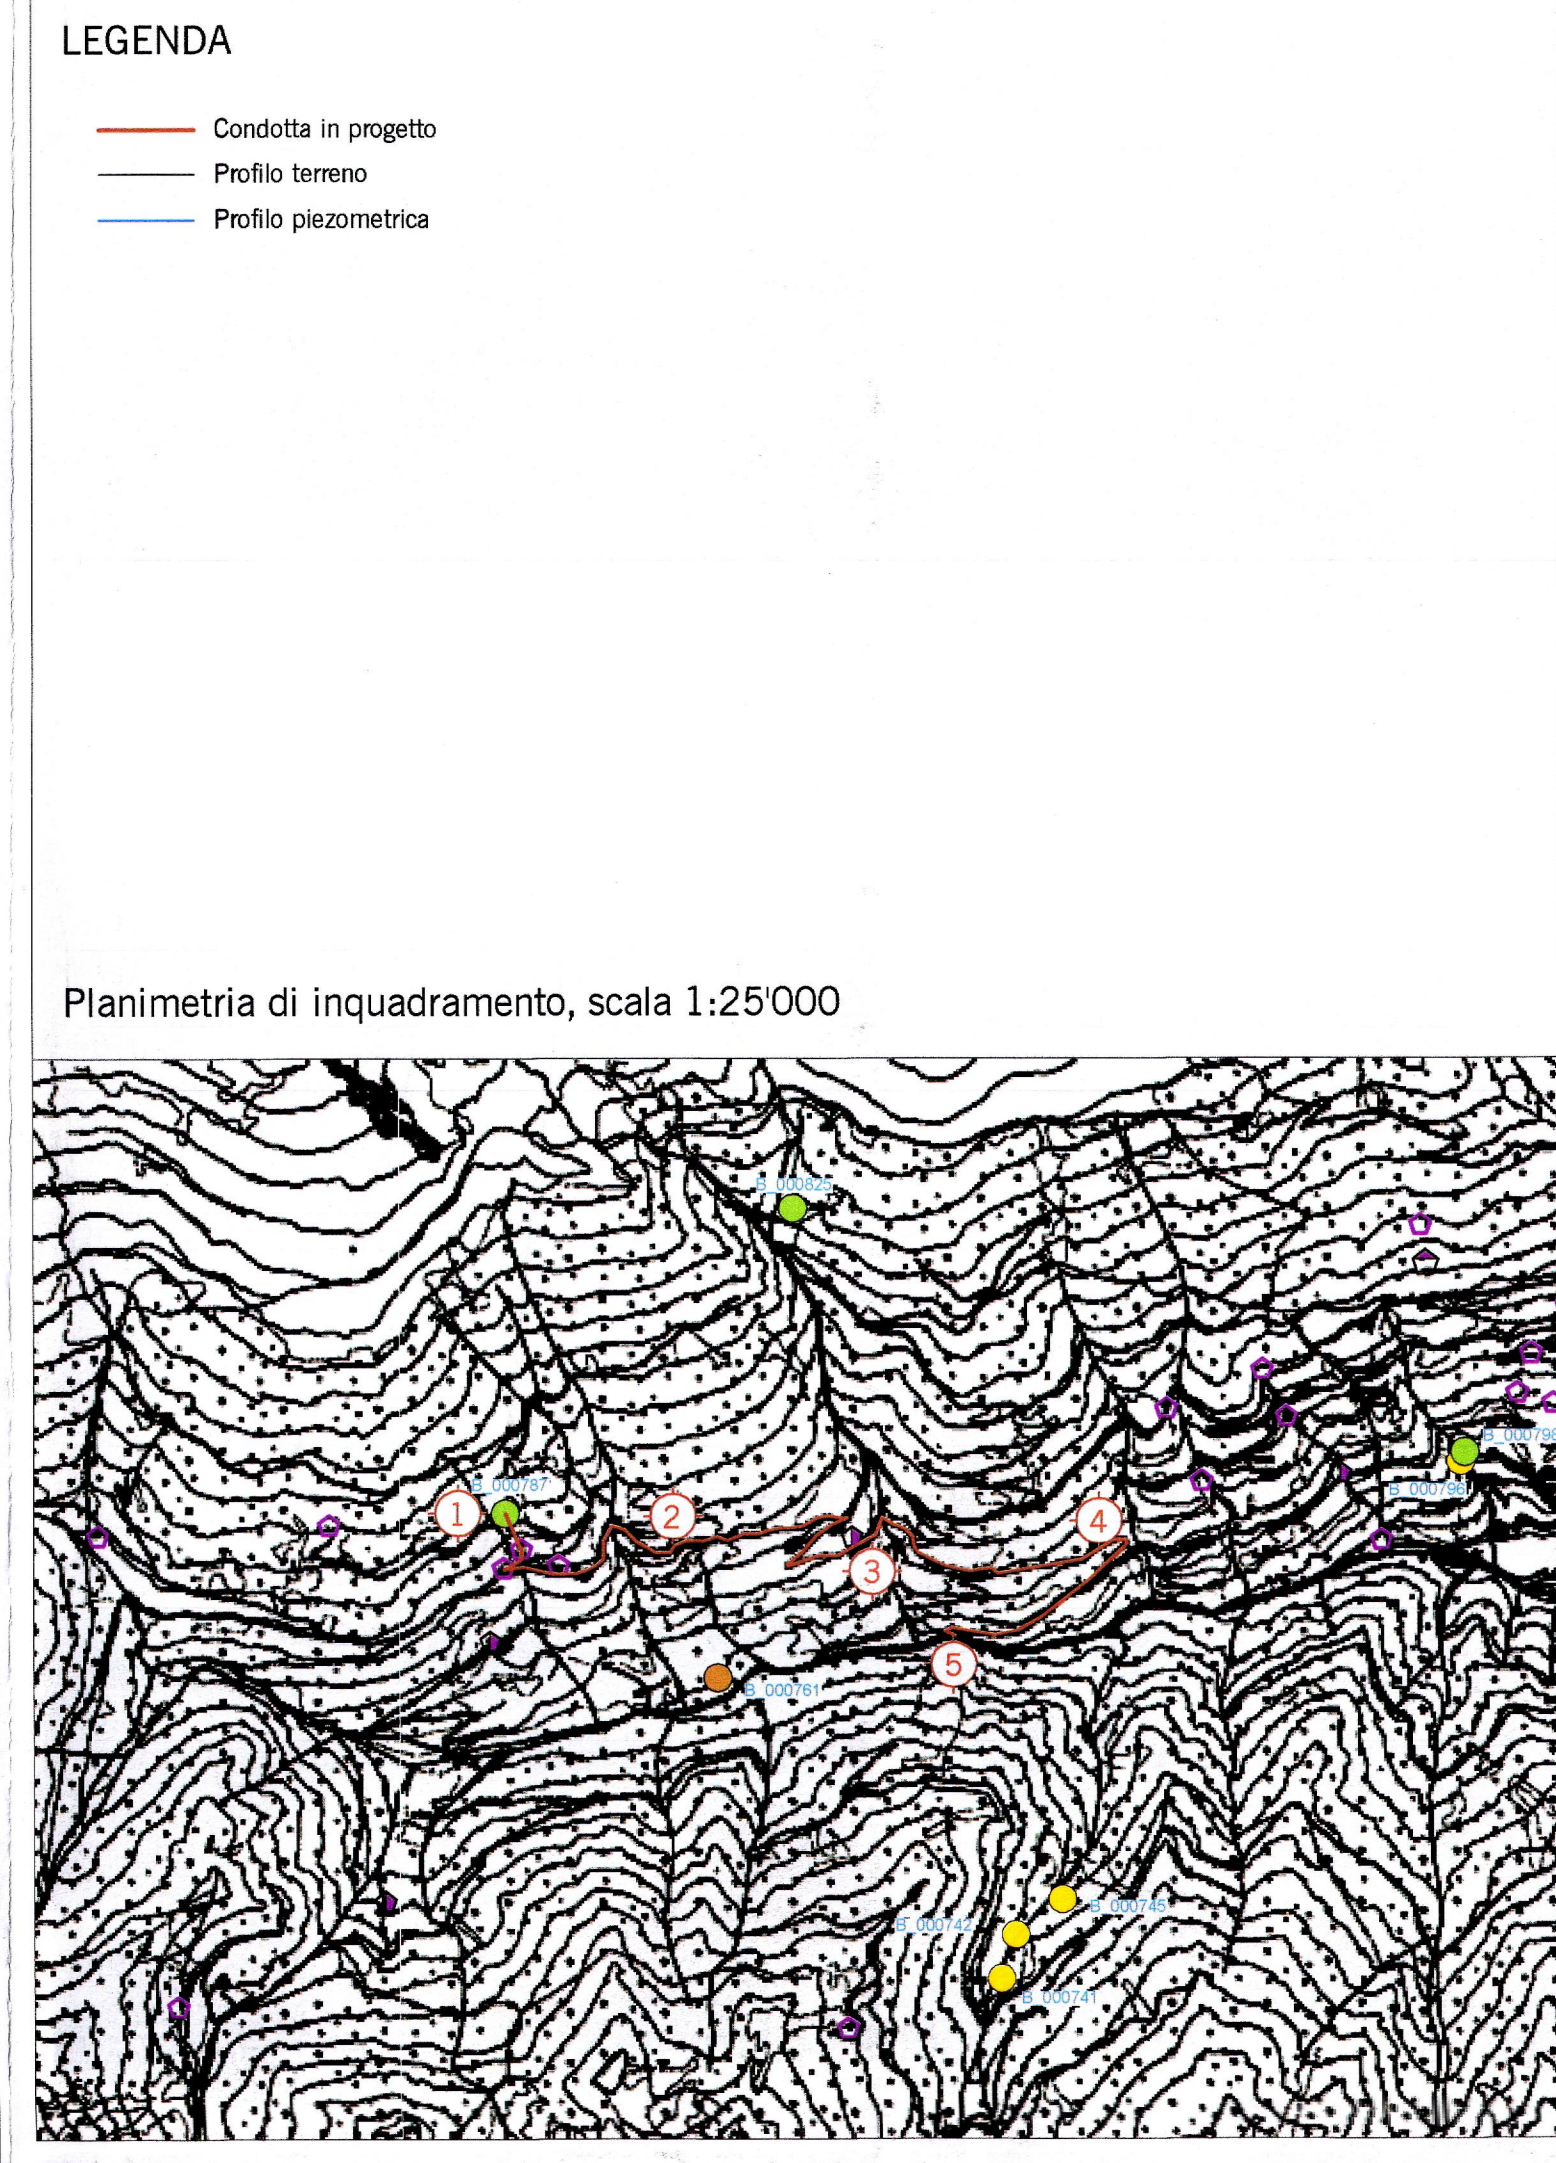 LEGENDA
Condotta in progetto
Profilo terreno
Profilo piezometrica
Planimetria di inquadramento, scala 1:25'000
B_000825
B_000798
B_000787
B_000796
1
2
4
3
5
B_000761
B_000745
B_000742
B_000741